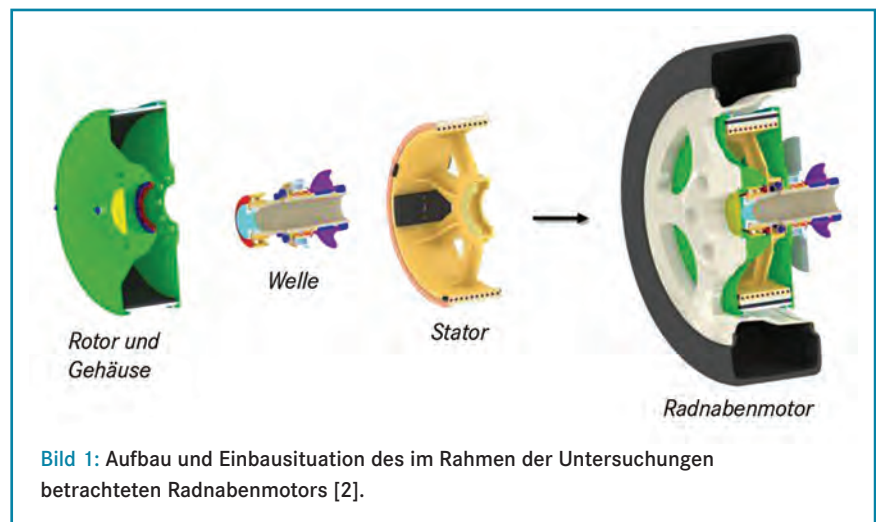 Rotor und
Gehäuse
Welle
Stator
Radnabenmotor
Bild 1: Aufbau und Einbausituation des im Rahmen der Untersuchungen
betrachteten Radnabenmotors [2].